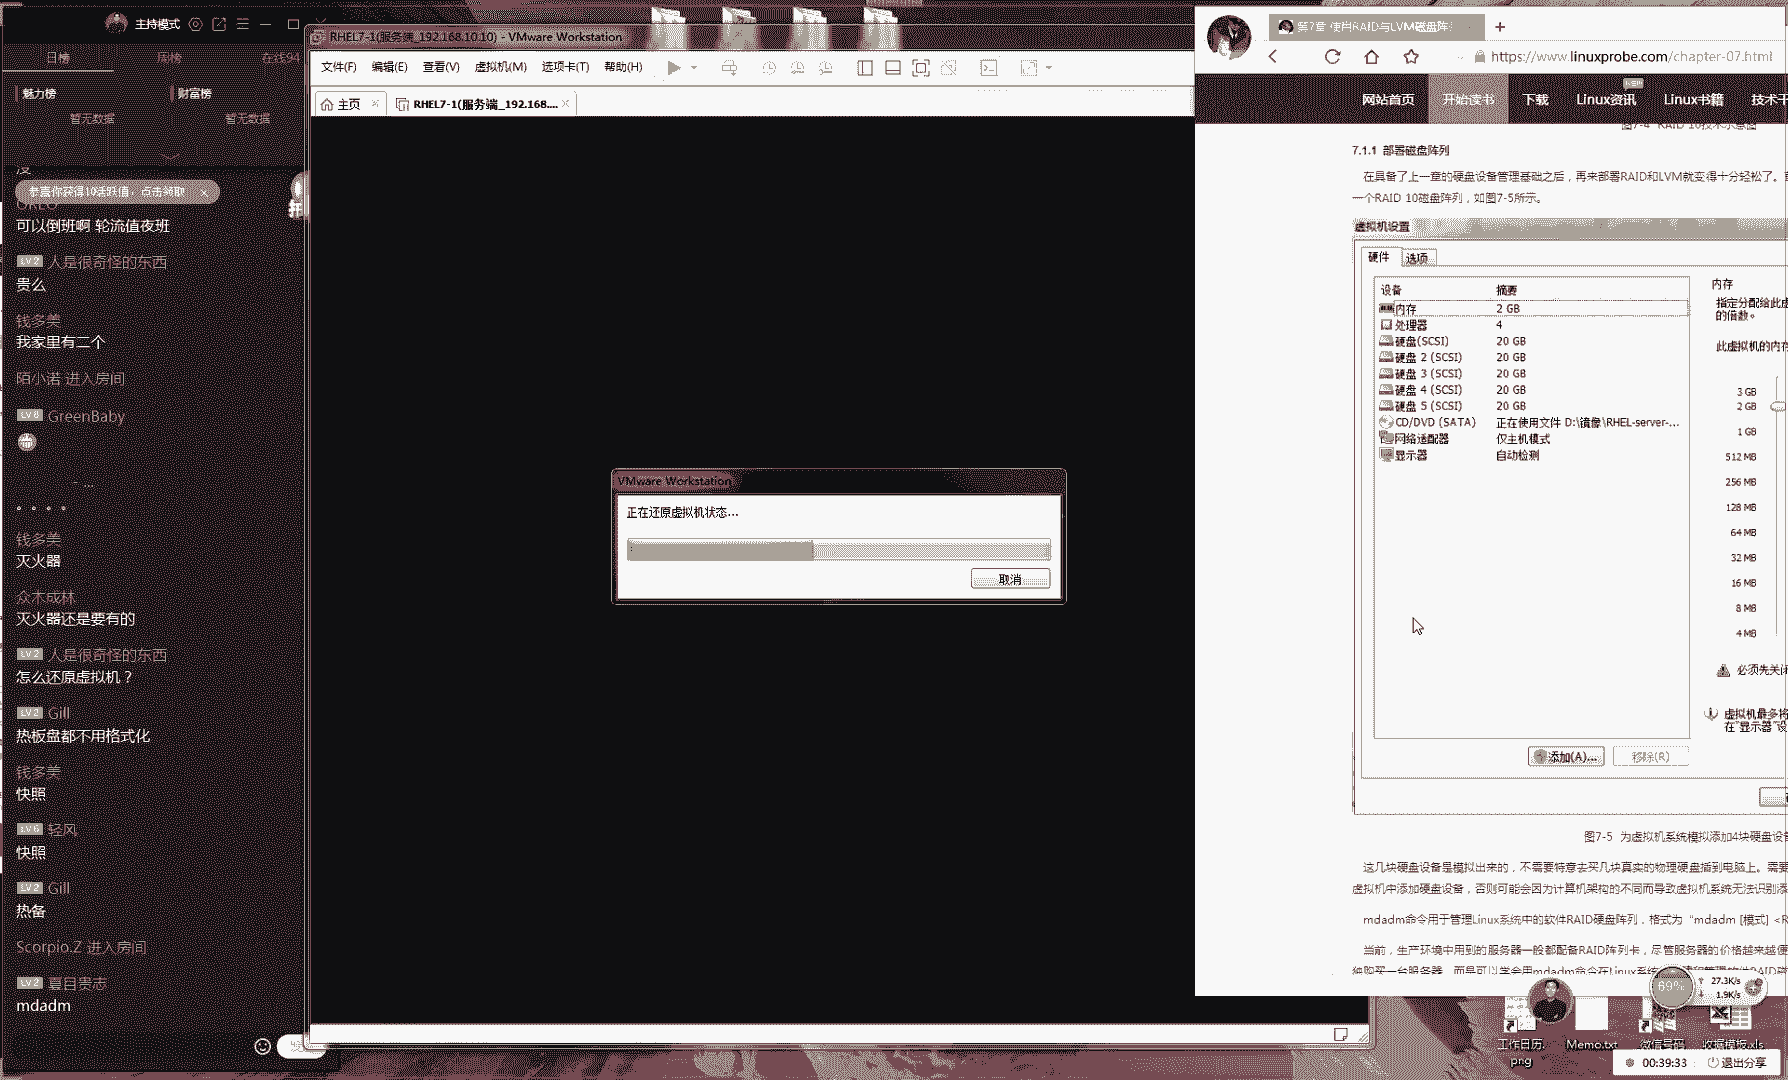 主持模式
日榜 周榜 在线94
魅力榜 财富榜
暂无数据 暂无数据
恭喜你获得10活跃值，点击领取 ×
OREO
可以倒班啊 轮流值夜班
LV2 人是很奇怪的东西
贵么
钱多美
我家里有二个
陌小诺 进入房间
LV8 GreenBaby
钱多美
灭火器
众木成林
灭火器还是要有的
LV2 人是很奇怪的东西
怎么还原虚拟机？
LV2 Gill
热板盘都不用格式化
钱多美
快照
LV6 轻风
快照
LV2 Gill
热备
Scorpio.Z 进入房间
LV2 夏目贵志
mdadm
RHEL7-1(服务端_192.168.10.10) - VMware Workstation
文件(F) 编辑(E) 查看(V) 虚拟机(M) 选项卡(T) 帮助(H)
主页 × RHEL7-1(服务端_192.168.... ×
VMware Workstation
正在还原虚拟机状态...
取消
第7章 使用RAID与LVM磁盘阵
https://www.linuxprobe.com/chapter-07.html
网站首页 开始读书 下载 Linux资讯 Linux书籍 技术干
NEW
图7-4 RAID 10技术示意图
7.1.1 部署磁盘阵列
在具备了上一章的硬盘设备管理基础之后，再来部署RAID和LVM就变得十分轻松了。
一个RAID 10磁盘阵列，如图7-5所示。
虚拟机设置
硬件 选项
设备 摘要
内存 2 GB
处理器 4
硬盘(SCSI) 20 GB
硬盘 2 (SCSI) 20 GB
硬盘 3 (SCSI) 20 GB
硬盘 4 (SCSI) 20 GB
硬盘 5 (SCSI) 20 GB
CD/DVD (SATA) 正在使用文件 D:\镜像\RHEL-server-...
网络适配器 仅主机模式
显示器 自动检测
内存
指定分配给此虚
的倍数。
此虚拟机的内存
3 GB
2 GB
1 GB
512 MB
256 MB
128 MB
64 MB
32 MB
16 MB
8 MB
4 MB
必须先关闭
虚拟机最多将
在"显示器"设
添加(A)... 移除(R)
图7-5 为虚拟机系统模拟添加4块硬盘设备
这几块硬盘设备是模拟出来的，不需要特意去买几块真实的物理硬盘插到电脑上。需要
虚拟机中添加硬盘设备，否则可能会因为计算机架构的不同而导致虚拟机系统无法识别添
mdadm命令用于管理Linux系统中的软件RAID硬盘阵列，格式为“mdadm [模式] <R
当前，生产环境中用到的服务器一般都配备RAID阵列卡，尽管服务器的价格越来越便
69% 27.3K/s
1.9K/s
工作日历.png
Memo.txt
微信号码
收据模板.xls
00:39:33 退出分享